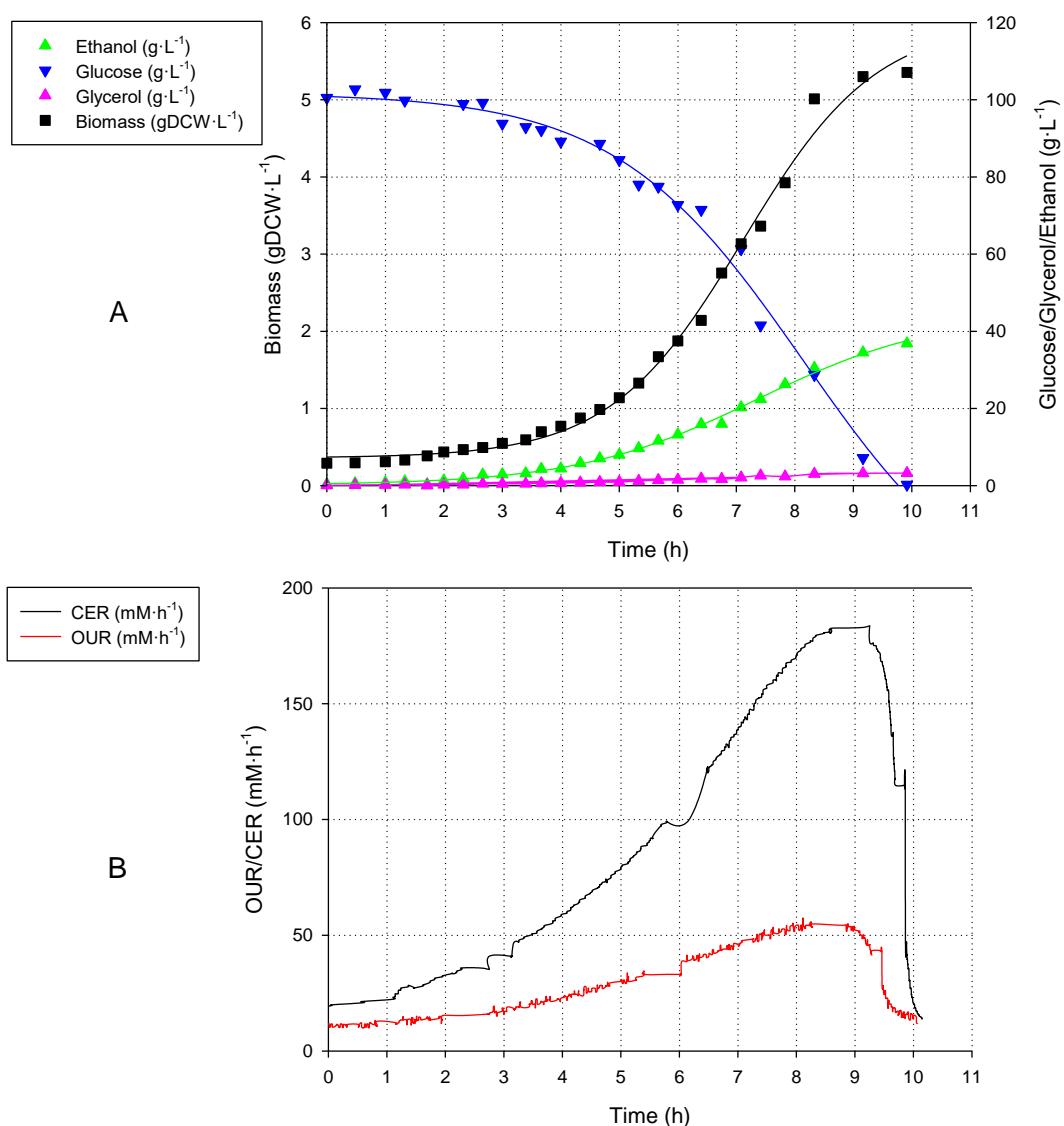 Ethanol (g·L⁻¹)
Glucose (g·L⁻¹)
Glycerol (g·L⁻¹)
Biomass (gDCW·L⁻¹)
A
Biomass (gDCW·L⁻¹)
6
5
4
3
2
1
0
120
100
80
60
40
20
0
Glucose/Glycerol/Ethanol (g·L⁻¹)
0 1 2 3 4 5 6 7 8 9 10 11
Time (h)
CER (mM·h⁻¹)
OUR (mM·h⁻¹)
B
OUR/CER (mM·h⁻¹)
200
150
100
50
0
0 1 2 3 4 5 6 7 8 9 10 11
Time (h)